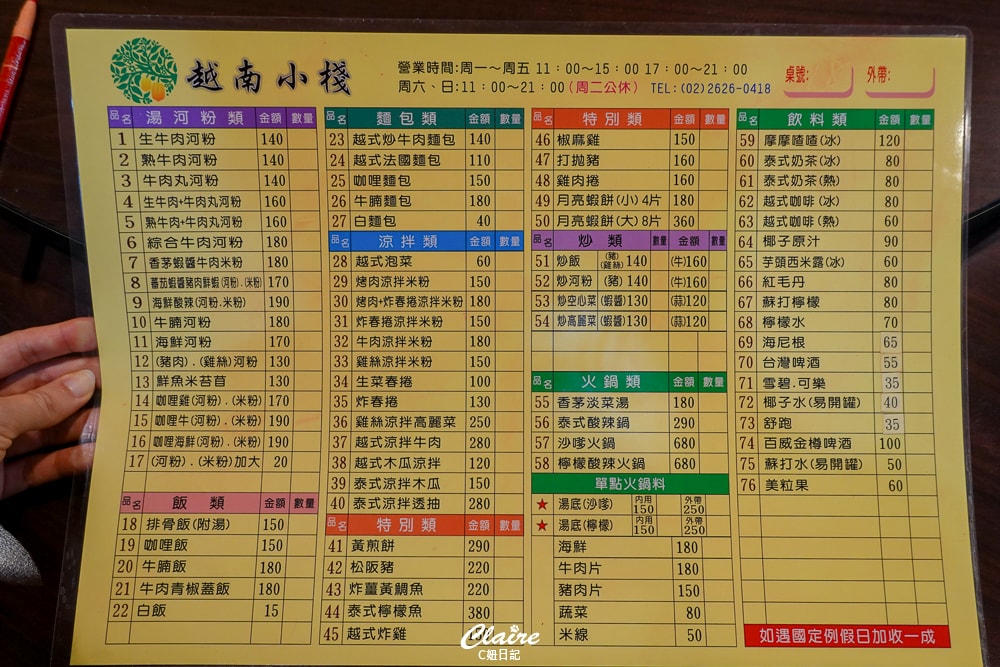 越南小棧
營業時間:周一～周五 11：00～15：00 17：00～21：00
周六、日:11：00～21：00(周二公休) TEL:(02)2626-0418
桌號:
外帶:
品名 湯河粉類 金額 數量
1 生牛肉河粉 140
2 熟牛肉河粉 140
3 牛肉丸河粉 140
4 生牛肉+牛肉丸河粉 160
5 熟牛肉+牛肉丸河粉 160
6 綜合牛肉河粉 180
7 香茅蝦醬牛肉米粉 180
8 蕃茄蝦醬豬肉鮮蝦(河粉).(米粉) 170
9 海鮮酸辣(河粉.米粉) 190
10 牛腩河粉 180
11 海鮮河粉 170
12 (豬肉).(雞絲)河粉 130
13 鮮魚米苔苜 130
14 咖哩雞(河粉).(米粉) 170
15 咖哩牛(河粉).(米粉) 190
16 咖哩海鮮(河粉).(米粉) 190
17 (河粉).(米粉)加大 20
品名 飯類 金額 數量
18 排骨飯(附湯) 150
19 咖哩飯 150
20 牛腩飯 180
21 牛肉青椒蓋飯 180
22 白飯 15
品名 麵包類 金額 數量
23 越式炒牛肉麵包 140
24 越式法國麵包 110
25 咖哩麵包 150
26 牛腩麵包 180
27 白麵包 40
品名 涼拌類 金額 數量
28 越式泡菜 60
29 烤肉涼拌米粉 150
30 烤肉+炸春捲涼拌米粉 180
31 炸春捲涼拌米粉 150
32 牛肉涼拌米粉 180
33 雞絲涼拌米粉 150
34 生菜春捲 100
35 炸春捲 130
36 雞絲涼拌高麗菜 250
37 越式涼拌牛肉 280
38 越式木瓜涼拌 120
39 泰式涼拌木瓜 150
40 泰式涼拌透抽 280
品名 特別類 金額 數量
41 黃煎餅 290
42 松阪豬 220
43 炸薑黃鯛魚 220
44 泰式檸檬魚 380
45 越式炸雞
品名 特別類 金額 數量
46 椒麻雞 150
47 打拋豬 160
48 雞肉捲 160
49 月亮蝦餅(小)4片 180
50 月亮蝦餅(大)8片 360
品名 炒類 數量 金額 數量
51 炒飯 (豬)(雞絲)140 (牛)160
52 炒河粉 (豬)140 (牛)160
53 炒空心菜(蝦醬)130 (蒜)120
54 炒高麗菜(蝦醬)130 (蒜)120
品名 火鍋類 金額 數量
55 香茅淡菜湯 180
56 泰式酸辣鍋 290
57 沙嗲火鍋 680
58 檸檬酸辣火鍋 680
單點火鍋料
★ 湯底(沙嗲) 內用150 外帶250
★ 湯底(檸檬) 內用150 外帶250
海鮮 180
牛肉片 180
豬肉片 150
蔬菜 80
米線 50
品名 飲料類 金額 數量
59 摩摩喳喳(冰) 120
60 泰式奶茶(冰) 80
61 泰式奶茶(熱) 80
62 越式咖啡(冰) 80
63 越式咖啡(熱) 60
64 椰子原汁 90
65 芋頭西米露(冰) 60
66 紅毛丹 80
67 蘇打檸檬 80
68 檸檬水 70
69 海尼根 65
70 台灣啤酒 55
71 雪碧.可樂 35
72 椰子水(易開罐) 40
73 舒跑 35
74 百威金樽啤酒 100
75 蘇打水(易開罐) 50
76 美粒果 60
如遇國定例假日加收一成
Claire
C妞日記